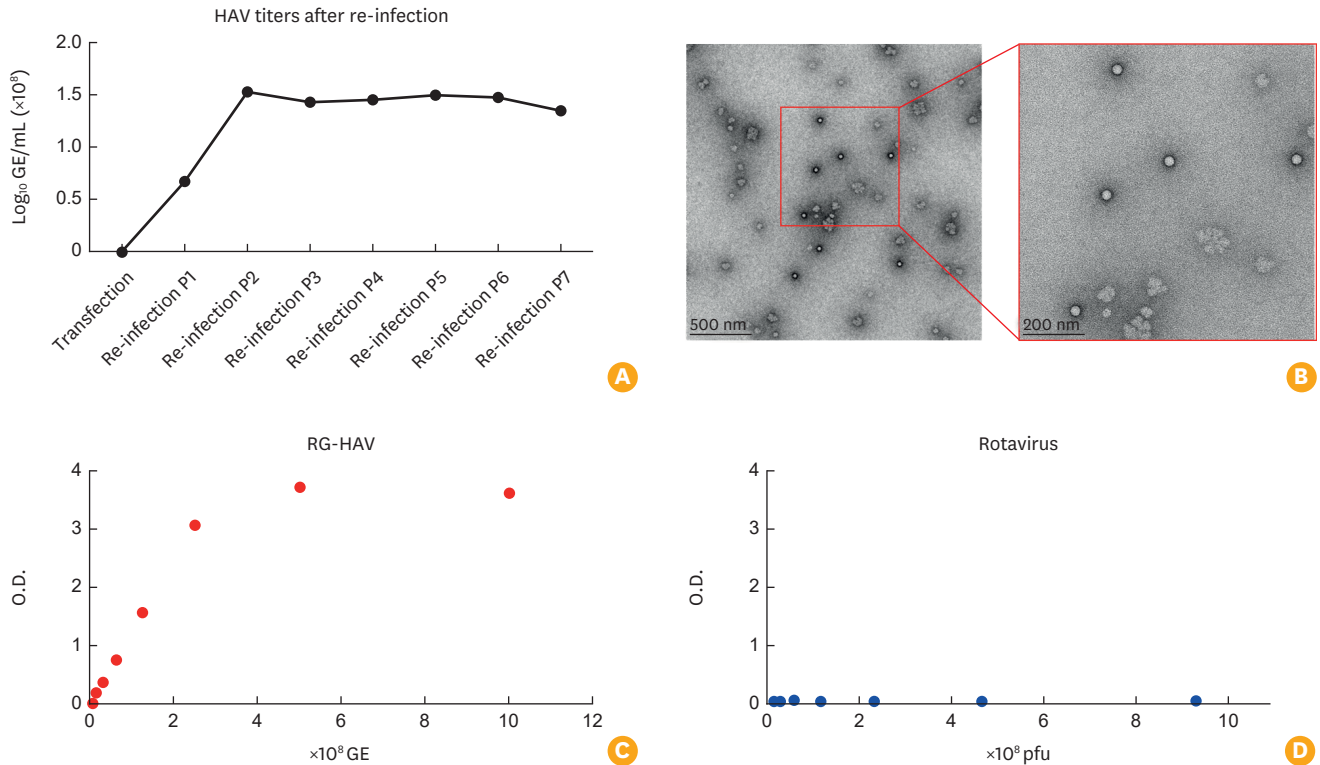 HAV titers after re-infection
Log₁₀ GE/mL (×10⁸)
2.0
1.5
1.0
0.5
0
Transfection
Re-infection P1
Re-infection P2
Re-infection P3
Re-infection P4
Re-infection P5
Re-infection P6
Re-infection P7
A
500 nm
200 nm
B
RG-HAV
O.D.
4
3
2
1
0
0 2 4 6 8 10 12
×10⁸ GE
C
Rotavirus
O.D.
4
3
2
1
0
0 2 4 6 8 10
×10⁸ pfu
D